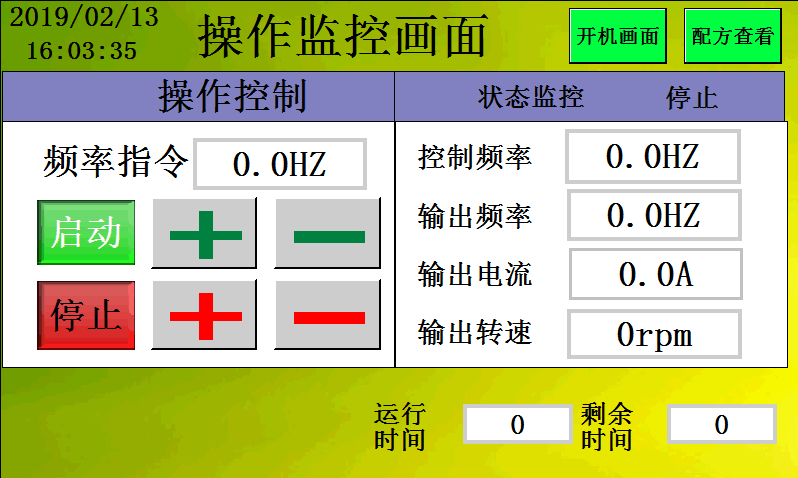 2019/02/13
16:03:35
操作监控画面
开机画面
配方查看
操作控制
状态监控 停止
频率指令 0.0HZ
控制频率 0.0HZ
启动
输出频率 0.0HZ
输出电流 0.0A
停止
输出转速 0rpm
运行
时间
0
剩余
时间
0